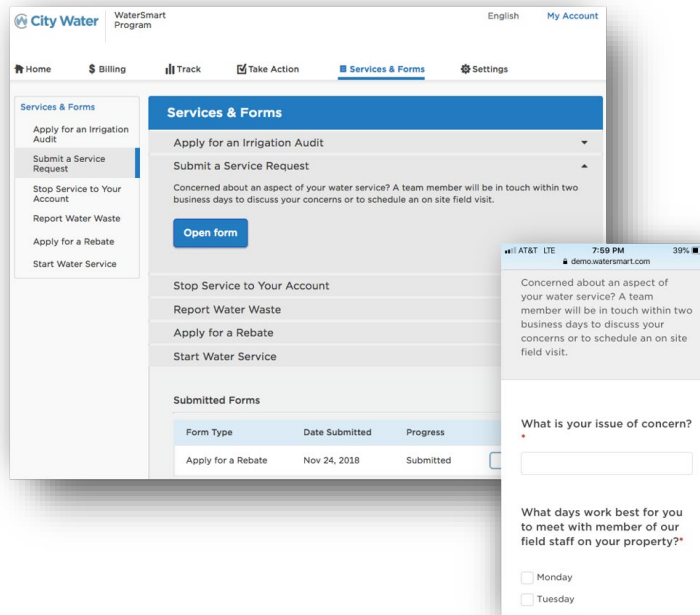 City Water
WaterSmart
Program
English
My Account
Home
$ Billing
Track
Take Action
Services & Forms
Settings
Services & Forms
Apply for an Irrigation
Audit
Submit a Service
Request
Stop Service to Your
Account
Report Water Waste
Apply for a Rebate
Start Water Service
Services & Forms
Apply for an Irrigation Audit
Submit a Service Request
Concerned about an aspect of your water service? A team member will be in touch within two
business days to discuss your concerns or to schedule an on site field visit.
Open form
Stop Service to Your Account
Report Water Waste
Apply for a Rebate
Start Water Service
Submitted Forms
Form Type
Date Submitted
Progress
Apply for a Rebate
Nov 24, 2018
Submitted
AT&T LTE
7:59 PM
39%
demo.watersmart.com
Concerned about an aspect of
your water service? A team
member will be in touch within two
business days to discuss your
concerns or to schedule an on site
field visit.
What is your issue of concern?
*
What days work best for you
to meet with member of our
field staff on your property?*
Monday
Tuesday